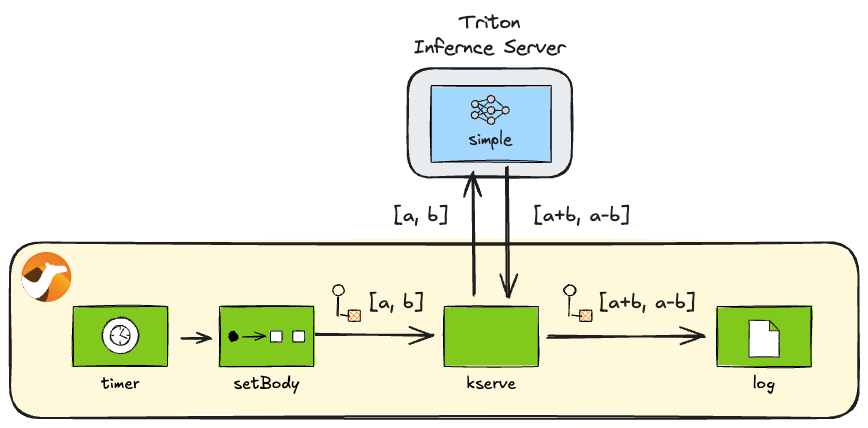 Triton
Infernce Server
simple
[a, b]
[a+b, a-b]
[a, b]
[a+b, a-b]
timer
setBody
kserve
log